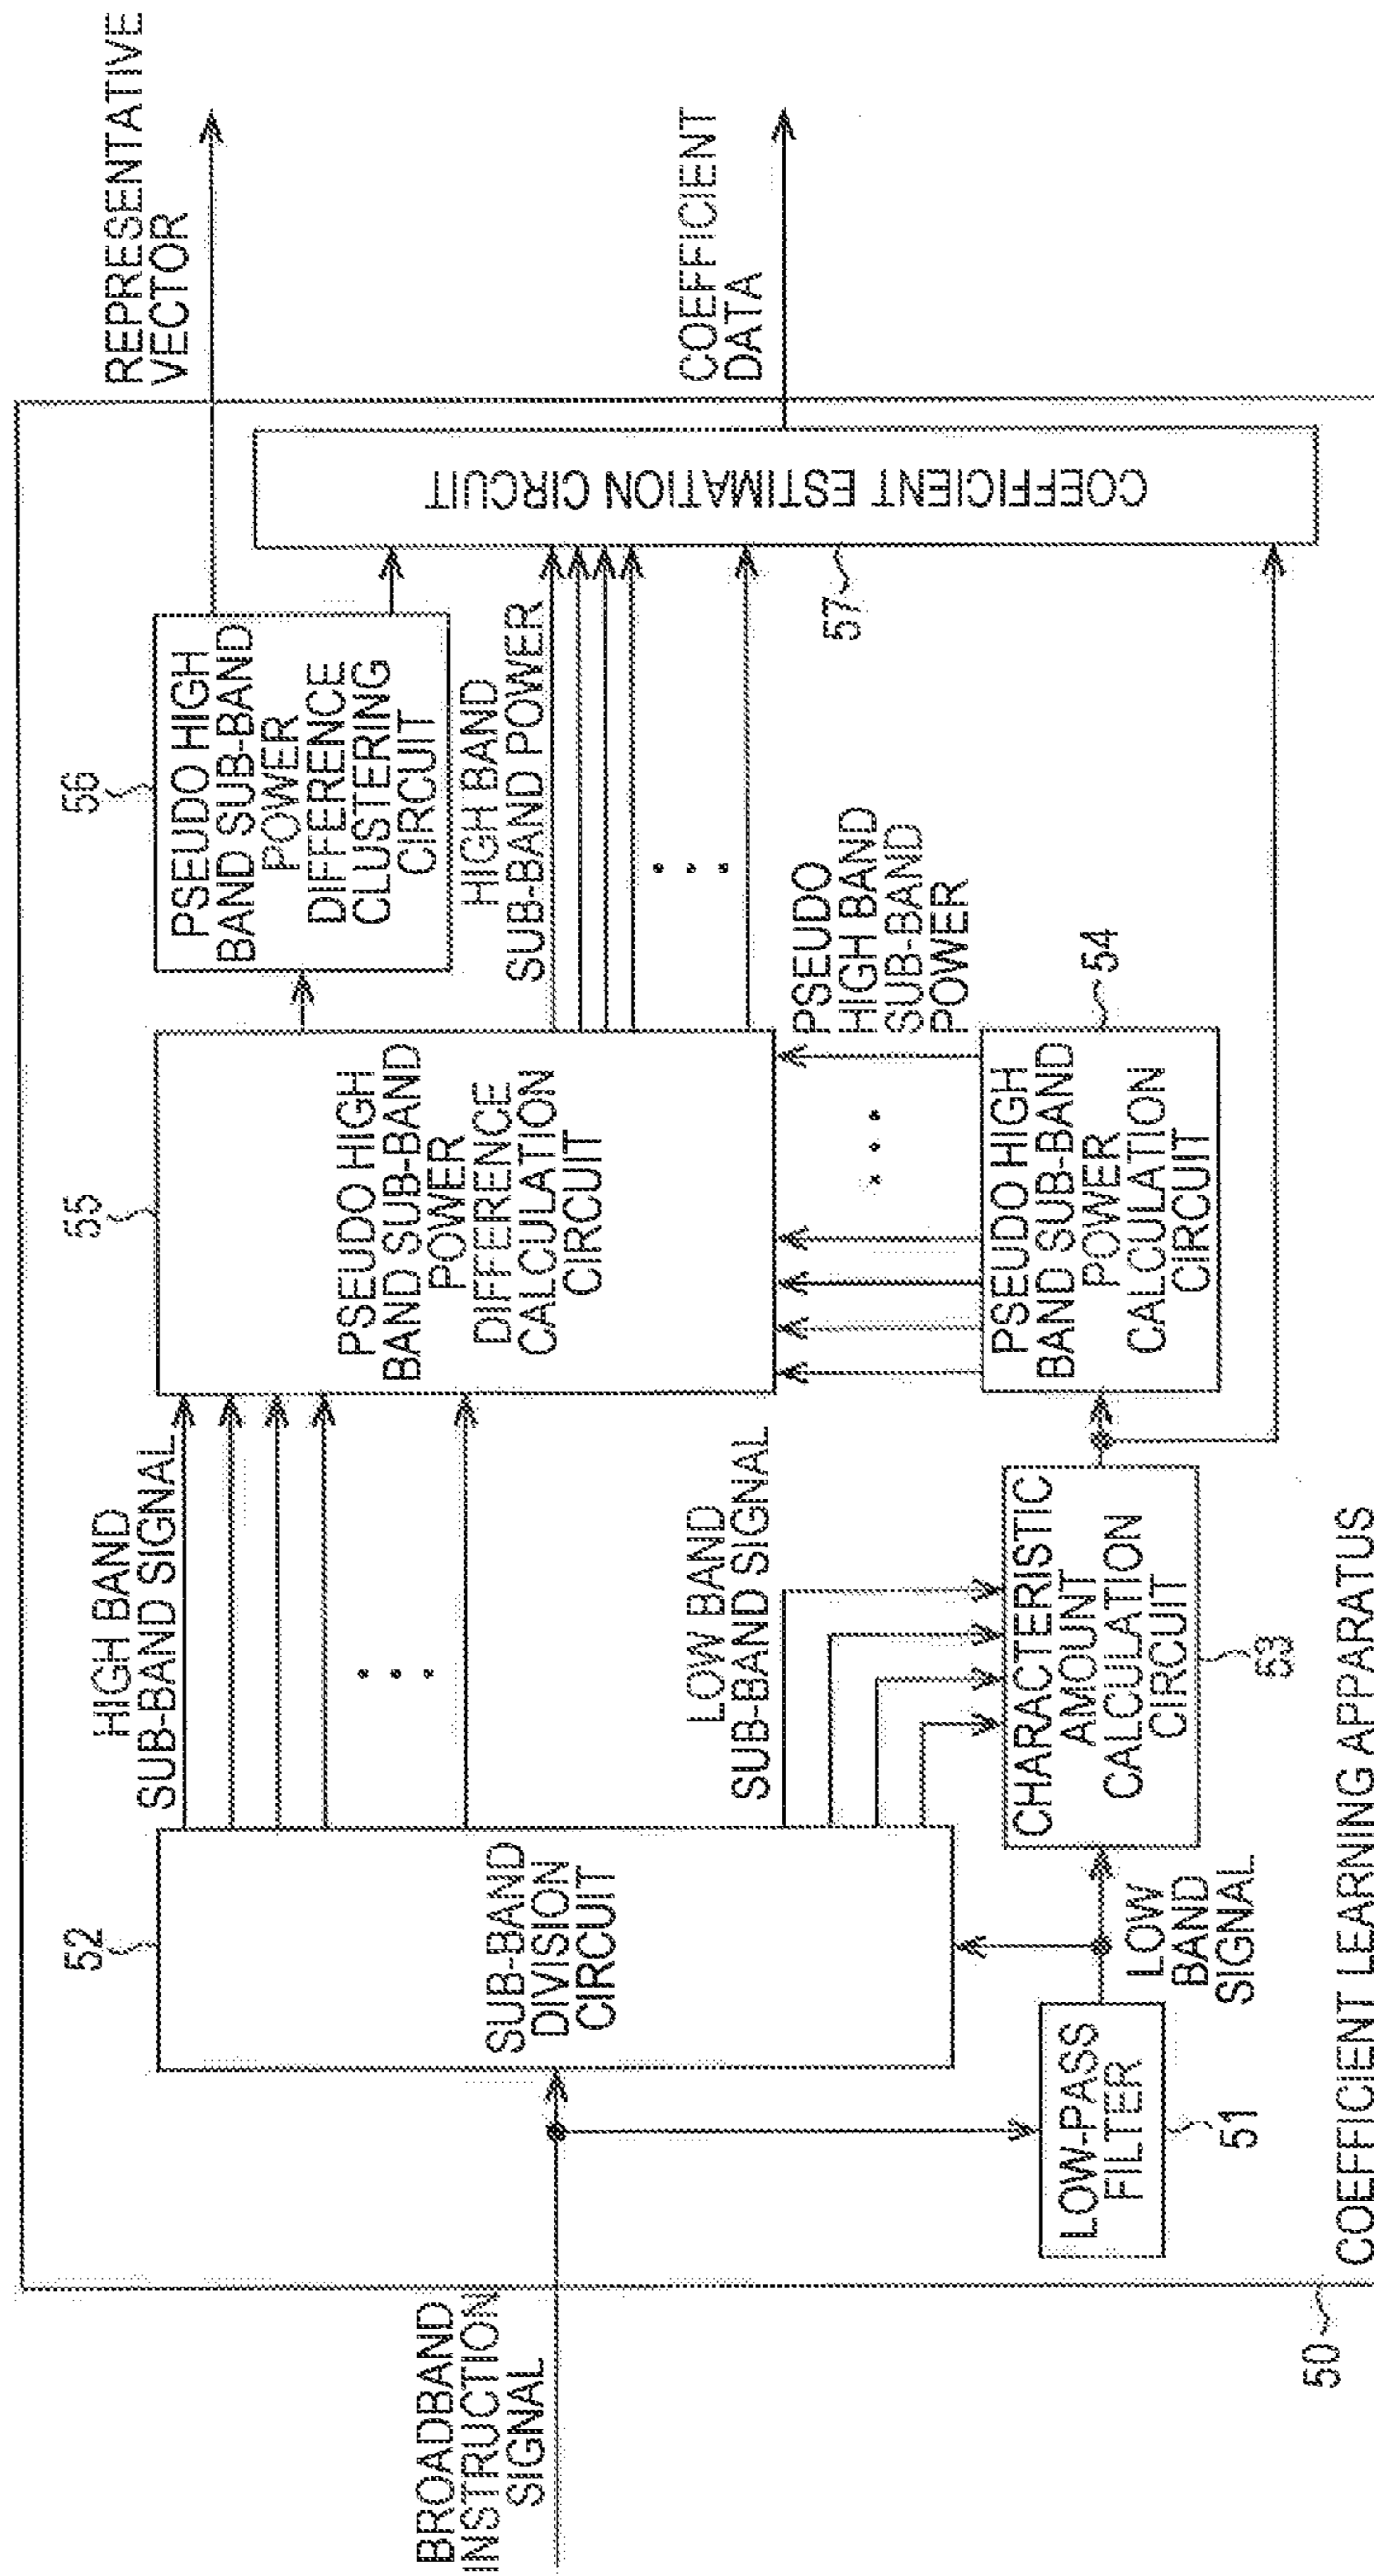 BROADBAND
INSTRUCTION
SIGNAL
52
SUB-BAND
DIVISION
CIRCUIT
LOW-PASS
FILTER
51
LOW
BAND
SIGNAL
HIGH BAND
SUB-BAND SIGNAL
LOW BAND
SUB-BAND SIGNAL
CHARACTERISTIC
AMOUNT
CALCULATION
CIRCUIT
53
55
PSEUDO HIGH
BAND SUB-BAND
POWER
DIFFERENCE
CALCULATION
CIRCUIT
PSEUDO
HIGH BAND
SUB-BAND
POWER
54
PSEUDO HIGH
BAND SUB-BAND
POWER
CALCULATION
CIRCUIT
56
PSEUDO HIGH
BAND SUB-BAND
POWER
DIFFERENCE
CLUSTERING
CIRCUIT
HIGH BAND
SUB-BAND POWER
57
COEFFICIENT ESTIMATION CIRCUIT
REPRESENTATIVE
VECTOR
COEFFICIENT
DATA
50
COEFFICIENT LEARNING APPARATUS